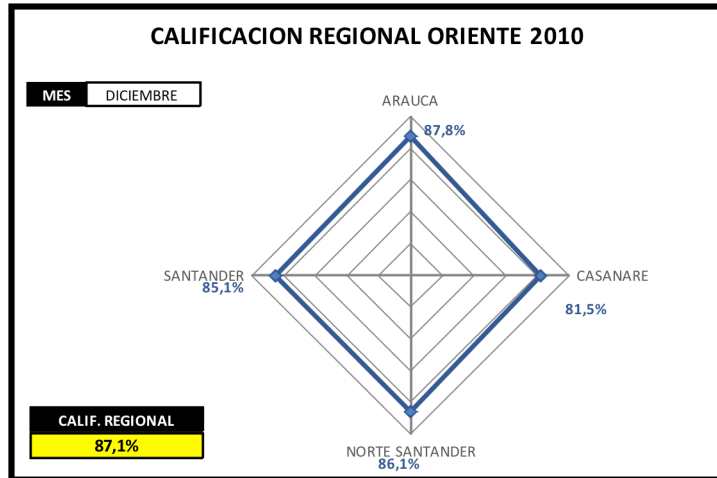 CALIFICACION REGIONAL ORIENTE 2010
MES DICIEMBRE
ARAUCA
87,8%
SANTANDER
85,1%
CASANARE
81,5%
CALIF. REGIONAL
87,1%
NORTE SANTANDER
86,1%